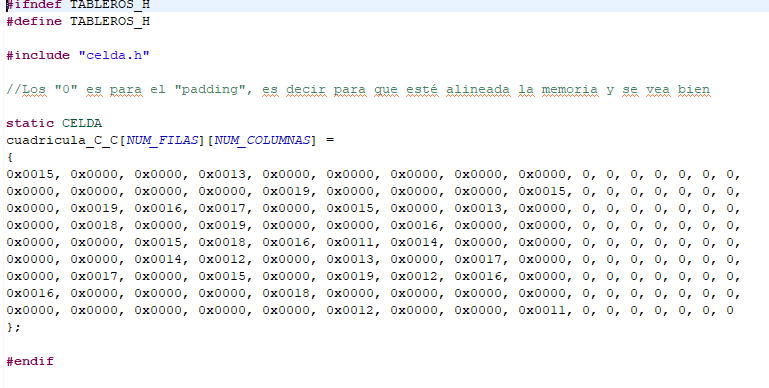 #ifndef TABLEROS_H
#define TABLEROS_H
#include "celda.h"
//Los "0" es para el "padding", es decir para que esté alineada la memoria y se vea bien
static CELDA
cuadricula_C_C[NUM_FILAS][NUM_COLUMNAS] =
{
0x0015, 0x0000, 0x0000, 0x0013, 0x0000, 0x0000, 0x0000, 0x0000, 0x0000, 0, 0, 0, 0, 0, 0, 0,
0x0000, 0x0000, 0x0000, 0x0000, 0x0019, 0x0000, 0x0000, 0x0000, 0x0015, 0, 0, 0, 0, 0, 0, 0,
0x0000, 0x0019, 0x0016, 0x0017, 0x0000, 0x0015, 0x0000, 0x0013, 0x0000, 0, 0, 0, 0, 0, 0, 0,
0x0000, 0x0018, 0x0000, 0x0019, 0x0000, 0x0000, 0x0016, 0x0000, 0x0000, 0, 0, 0, 0, 0, 0, 0,
0x0000, 0x0000, 0x0015, 0x0018, 0x0016, 0x0011, 0x0014, 0x0000, 0x0000, 0, 0, 0, 0, 0, 0, 0,
0x0000, 0x0000, 0x0014, 0x0012, 0x0000, 0x0013, 0x0000, 0x0017, 0x0000, 0, 0, 0, 0, 0, 0, 0,
0x0000, 0x0017, 0x0000, 0x0015, 0x0000, 0x0019, 0x0012, 0x0016, 0x0000, 0, 0, 0, 0, 0, 0, 0,
0x0016, 0x0000, 0x0000, 0x0000, 0x0018, 0x0000, 0x0000, 0x0000, 0x0000, 0, 0, 0, 0, 0, 0, 0,
0x0000, 0x0000, 0x0000, 0x0000, 0x0000, 0x0012, 0x0000, 0x0000, 0x0011, 0, 0, 0, 0, 0, 0, 0
};
#endif